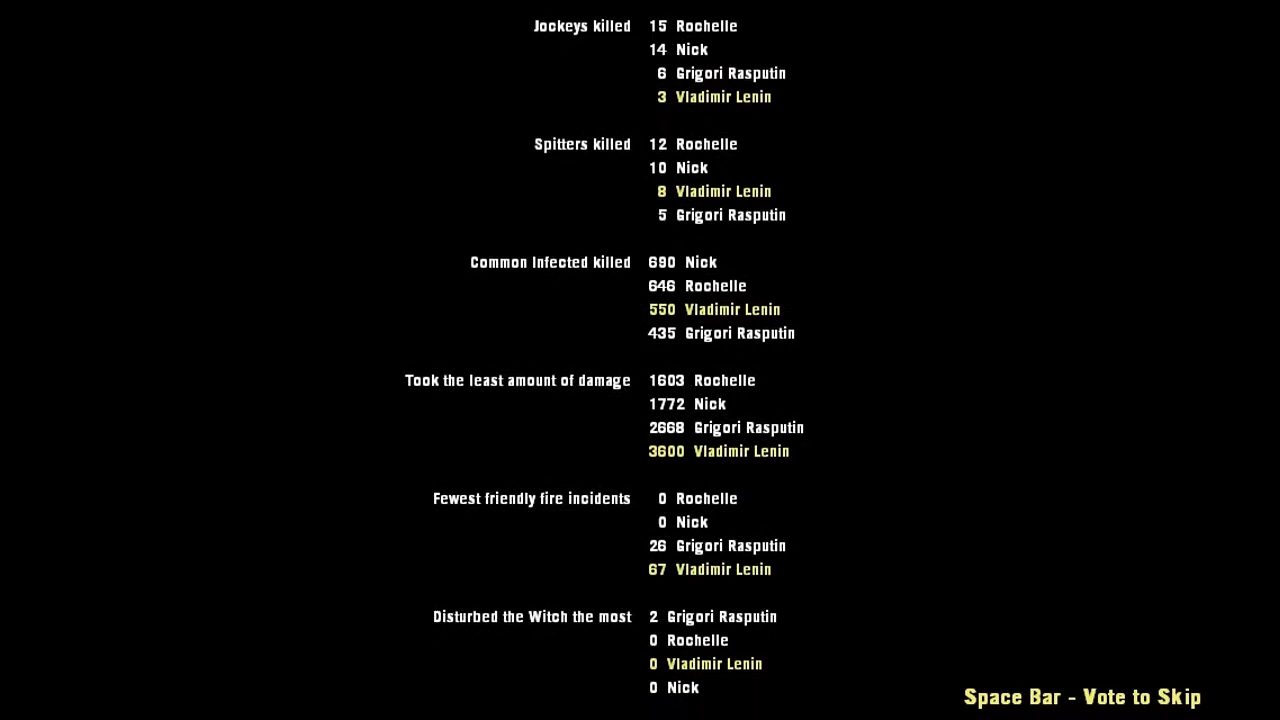 Jockeys killed 15 Rochelle
14 Nick
6 Grigori Rasputin
3 Vladimir Lenin
Spitters killed 12 Rochelle
10 Nick
8 Vladimir Lenin
5 Grigori Rasputin
Common Infected killed 690 Nick
646 Rochelle
550 Vladimir Lenin
435 Grigori Rasputin
Took the least amount of damage 1603 Rochelle
1772 Nick
2668 Grigori Rasputin
3600 Vladimir Lenin
Fewest friendly fire incidents 0 Rochelle
0 Nick
26 Grigori Rasputin
67 Vladimir Lenin
Disturbed the Witch the most 2 Grigori Rasputin
0 Rochelle
0 Vladimir Lenin
0 Nick
Space Bar - Vote to Skip